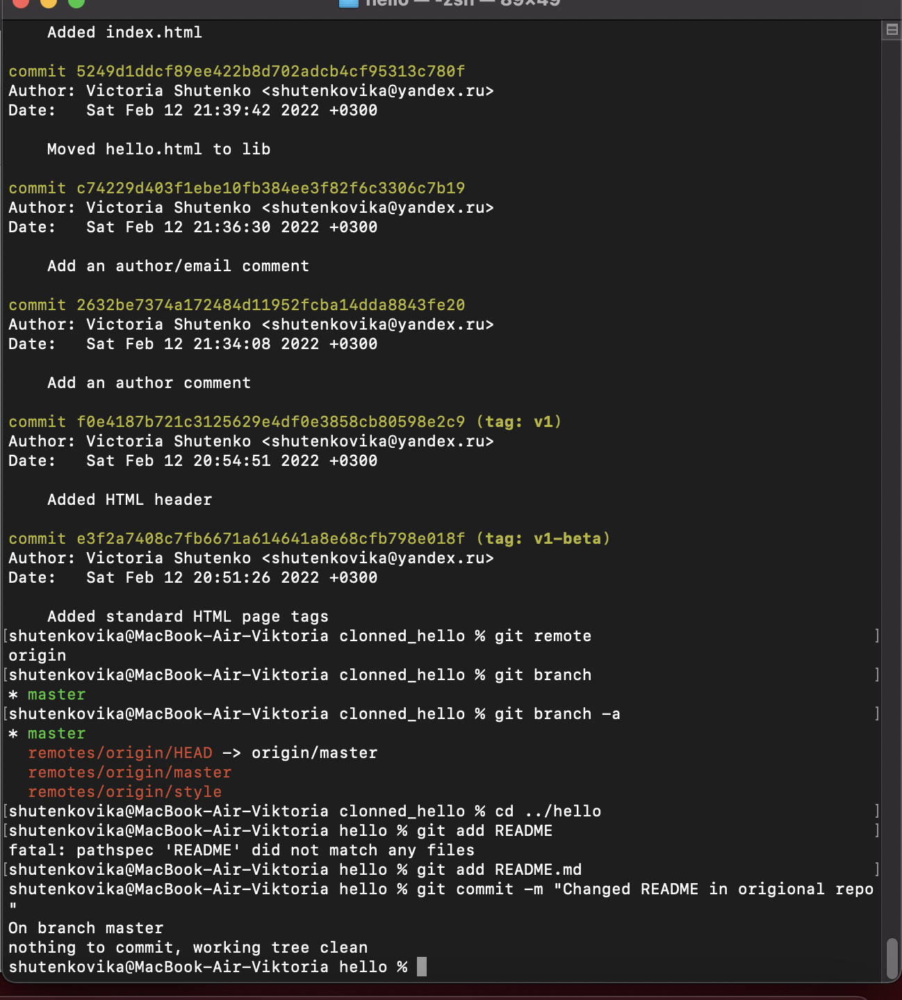 hello — -zsh — 89×49
Added index.html
commit 5249d1ddcf89ee422b8d702adcb4cf95313c780f
Author: Victoria Shutenko <shutenkovika@yandex.ru>
Date:   Sat Feb 12 21:39:42 2022 +0300
Moved hello.html to lib
commit c74229d403f1ebe10fb384ee3f82f6c3306c7b19
Author: Victoria Shutenko <shutenkovika@yandex.ru>
Date:   Sat Feb 12 21:36:30 2022 +0300
Add an author/email comment
commit 2632be7374a172484d11952fcba14dda8843fe20
Author: Victoria Shutenko <shutenkovika@yandex.ru>
Date:   Sat Feb 12 21:34:08 2022 +0300
Add an author comment
commit f0e4187b721c3125629e4df0e3858cb80598e2c9 (tag: v1)
Author: Victoria Shutenko <shutenkovika@yandex.ru>
Date:   Sat Feb 12 20:54:51 2022 +0300
Added HTML header
commit e3f2a7408c7fb6671a614641a8e68cfb798e018f (tag: v1-beta)
Author: Victoria Shutenko <shutenkovika@yandex.ru>
Date:   Sat Feb 12 20:51:26 2022 +0300
Added standard HTML page tags
[shutenkovika@MacBook-Air-Viktoria clonned_hello % git remote ]
origin
[shutenkovika@MacBook-Air-Viktoria clonned_hello % git branch ]
* master
[shutenkovika@MacBook-Air-Viktoria clonned_hello % git branch -a ]
* master
remotes/origin/HEAD -> origin/master
remotes/origin/master
remotes/origin/style
[shutenkovika@MacBook-Air-Viktoria clonned_hello % cd ../hello ]
[shutenkovika@MacBook-Air-Viktoria hello % git add README ]
fatal: pathspec 'README' did not match any files
[shutenkovika@MacBook-Air-Viktoria hello % git add README.md ]
shutenkovika@MacBook-Air-Viktoria hello % git commit -m "Changed README in origional repo
"
On branch master
nothing to commit, working tree clean
shutenkovika@MacBook-Air-Viktoria hello %